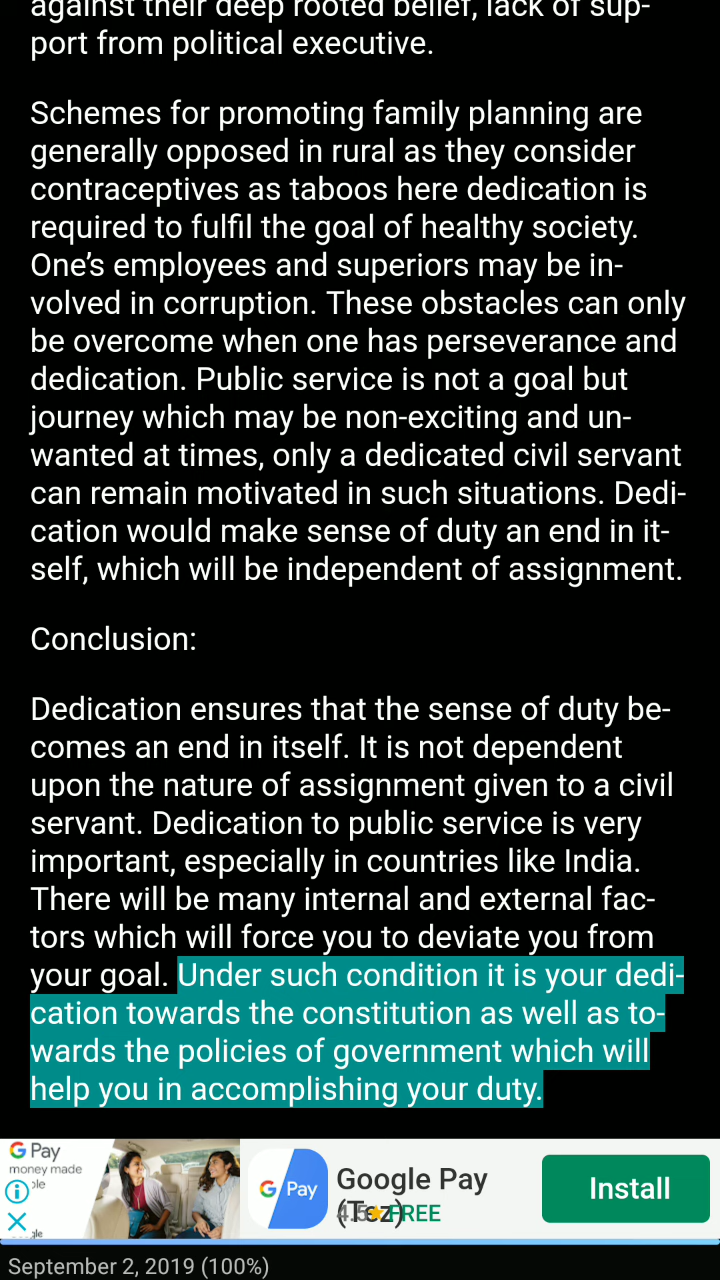 against their deep rooted belief, lack of sup-
port from political executive.
Schemes for promoting family planning are
generally opposed in rural as they consider
contraceptives as taboos here dedication is
required to fulfil the goal of healthy society.
One's employees and superiors may be in-
volved in corruption. These obstacles can only
be overcome when one has perseverance and
dedication. Public service is not a goal but
journey which may be non-exciting and un-
wanted at times, only a dedicated civil servant
can remain motivated in such situations. Dedi-
cation would make sense of duty an end in it-
self, which will be independent of assignment.
Conclusion:
Dedication ensures that the sense of duty be-
comes an end in itself. It is not dependent
upon the nature of assignment given to a civil
servant. Dedication to public service is very
important, especially in countries like India.
There will be many internal and external fac-
tors which will force you to deviate you from
your goal. Under such condition it is your dedi-
cation towards the constitution as well as to-
wards the policies of government which will
help you in accomplishing your duty.
G Pay
money made
ple
gle
G Pay
Google Pay
(Tez)
4.5 FREE
Install
September 2, 2019 (100%)